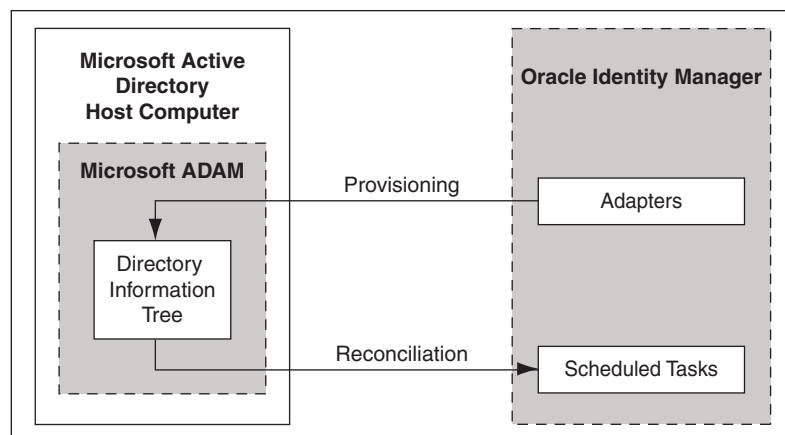 Microsoft Active
Directory
Host Computer
Microsoft ADAM
Directory
Information
Tree
Provisioning
Reconciliation
Oracle Identity Manager
Adapters
Scheduled Tasks